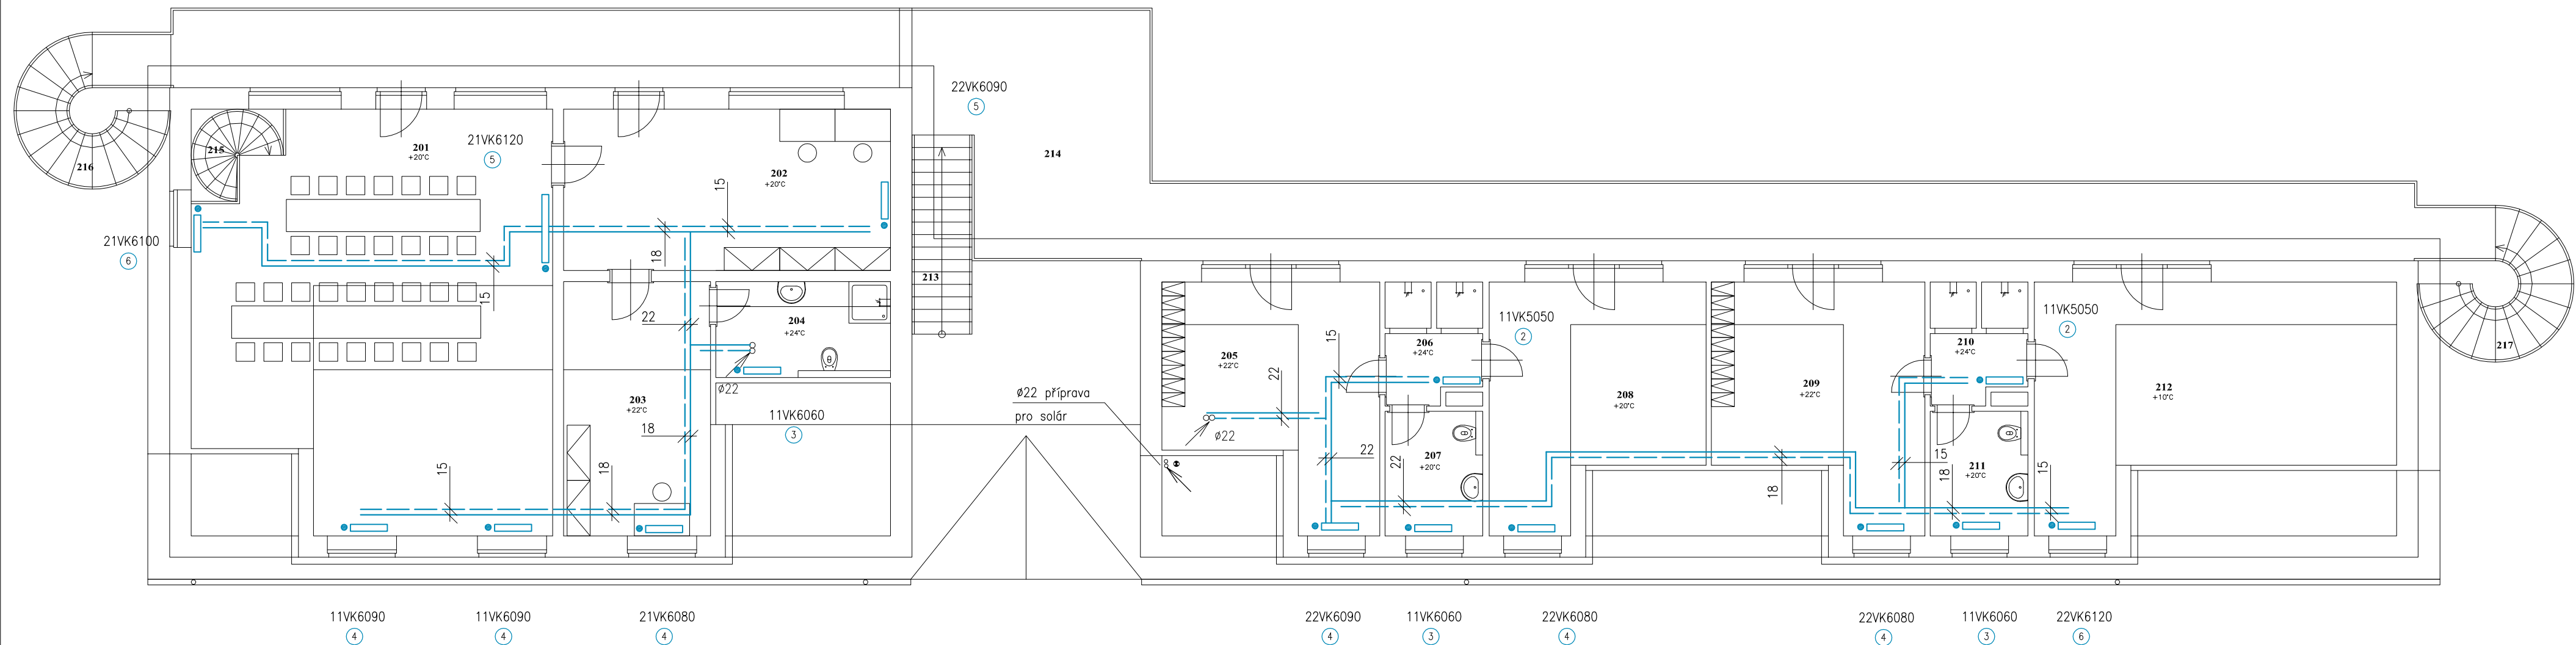 22VK6090
5
201
+20°C
21VK6120
5
215
216
202
+20°C
214
15
18
21VK6100
6
15
213
22
204
+24°C
ø22
203
+22°C
11VK6060
3
18
15
18
ø22 příprava
pro solár
205
+22°C
22
ø22
15
206
+24°C
11VK5050
2
22
207
+20°C
22
208
+20°C
209
+22°C
18
210
+24°C
11VK5050
2
15
18
211
+20°C
15
212
+10°C
217
11VK6090
4
11VK6090
4
21VK6080
4
22VK6090
4
11VK6060
3
22VK6080
4
22VK6080
4
11VK6060
3
22VK6120
6